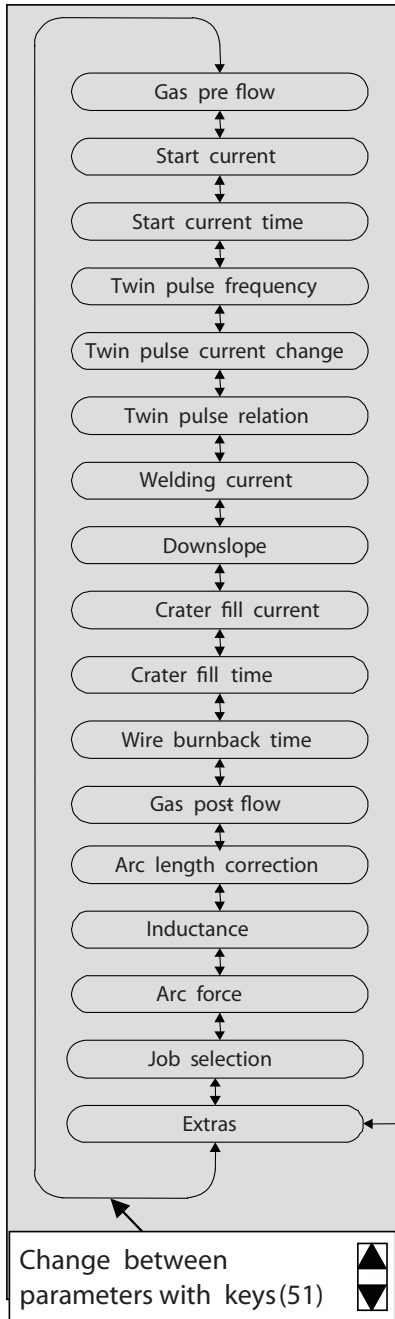 Gas pre flow
Start current
Start current time
Twin pulse frequency
Twin pulse current change
Twin pulse relation
Welding current
Downslope
Crater fill current
Crater fill time
Wire burnback time
Gas post flow
Arc length correction
Inductance
Arc force
Job selection
Extras
Change between
parameters with keys(51)